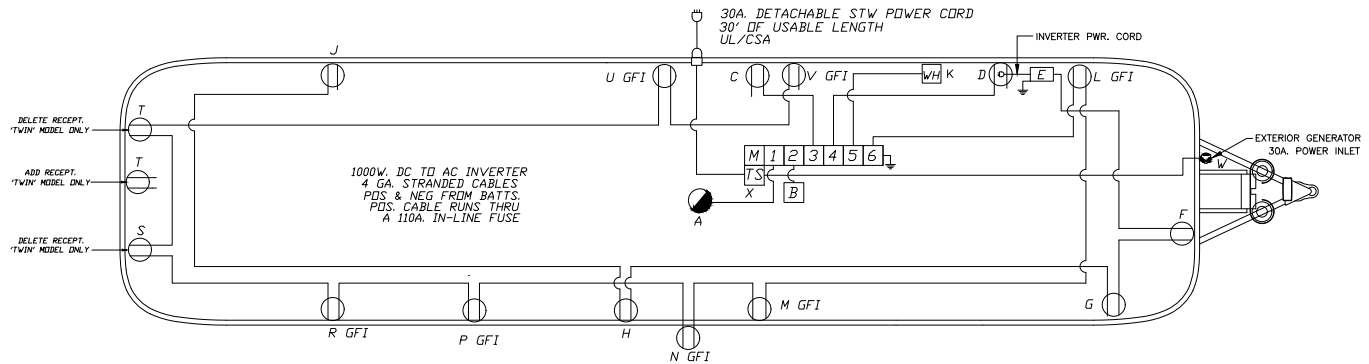 30A. DETACHABLE STW POWER CORD
30' OF USABLE LENGTH
UL/CSA
INVERTER PWR. CORD
J
U GFI
C
V GFI
WH K
D
E
L GFI
T
DELETE RECEPT.
'TWIN' MODEL ONLY
M 1 2 3 4 5 6
EXTERIOR GENERATOR
30A. POWER INLET
W
ADD RECEPT.
'TWIN' MODEL ONLY
T
1000W. DC TO AC INVERTER
4 GA. STRANDED CABLES
POS & NEG FROM BATTS.
POS. CABLE RUNS THRU
A 110A. IN-LINE FUSE
TS
X
B
A
DELETE RECEPT.
'TWIN' MODEL ONLY
S
F
G
R GFI
P GFI
H
M GFI
N GFI